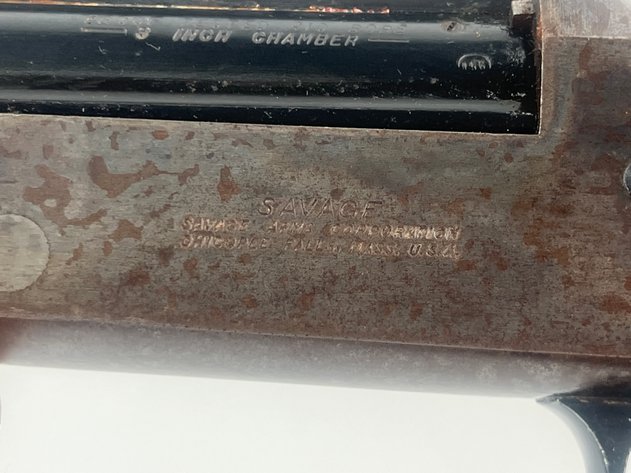 3 INCH CHAMBER
SAVAGE
SAVAGE ARMS CORPORATION
CHICOPEE FALLS, MASS. U.S.A.